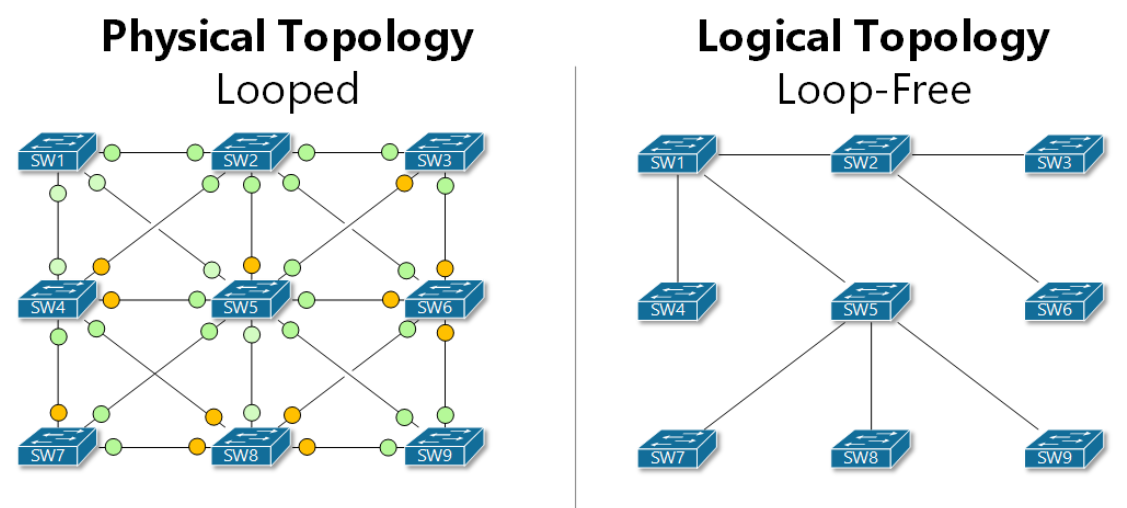 Physical Topology
Looped
SW1
SW2
SW3
SW4
SW5
SW6
SW7
SW8
SW9
Logical Topology
Loop-Free
SW1
SW2
SW3
SW4
SW5
SW6
SW7
SW8
SW9